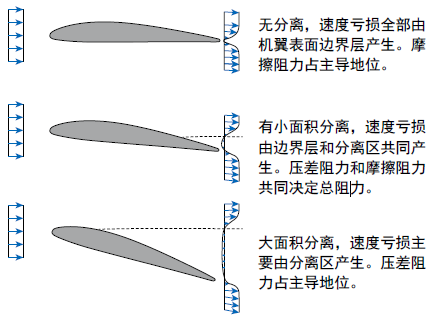 无分离，速度亏损全部由
机翼表面边界层产生。摩
擦阻力占主导地位。
有小面积分离，速度亏损
由边界层和分离区共同产
生。压差阻力和摩擦阻力
共同决定总阻力。
大面积分离，速度亏损主
要由分离区产生。压差阻
力占主导地位。